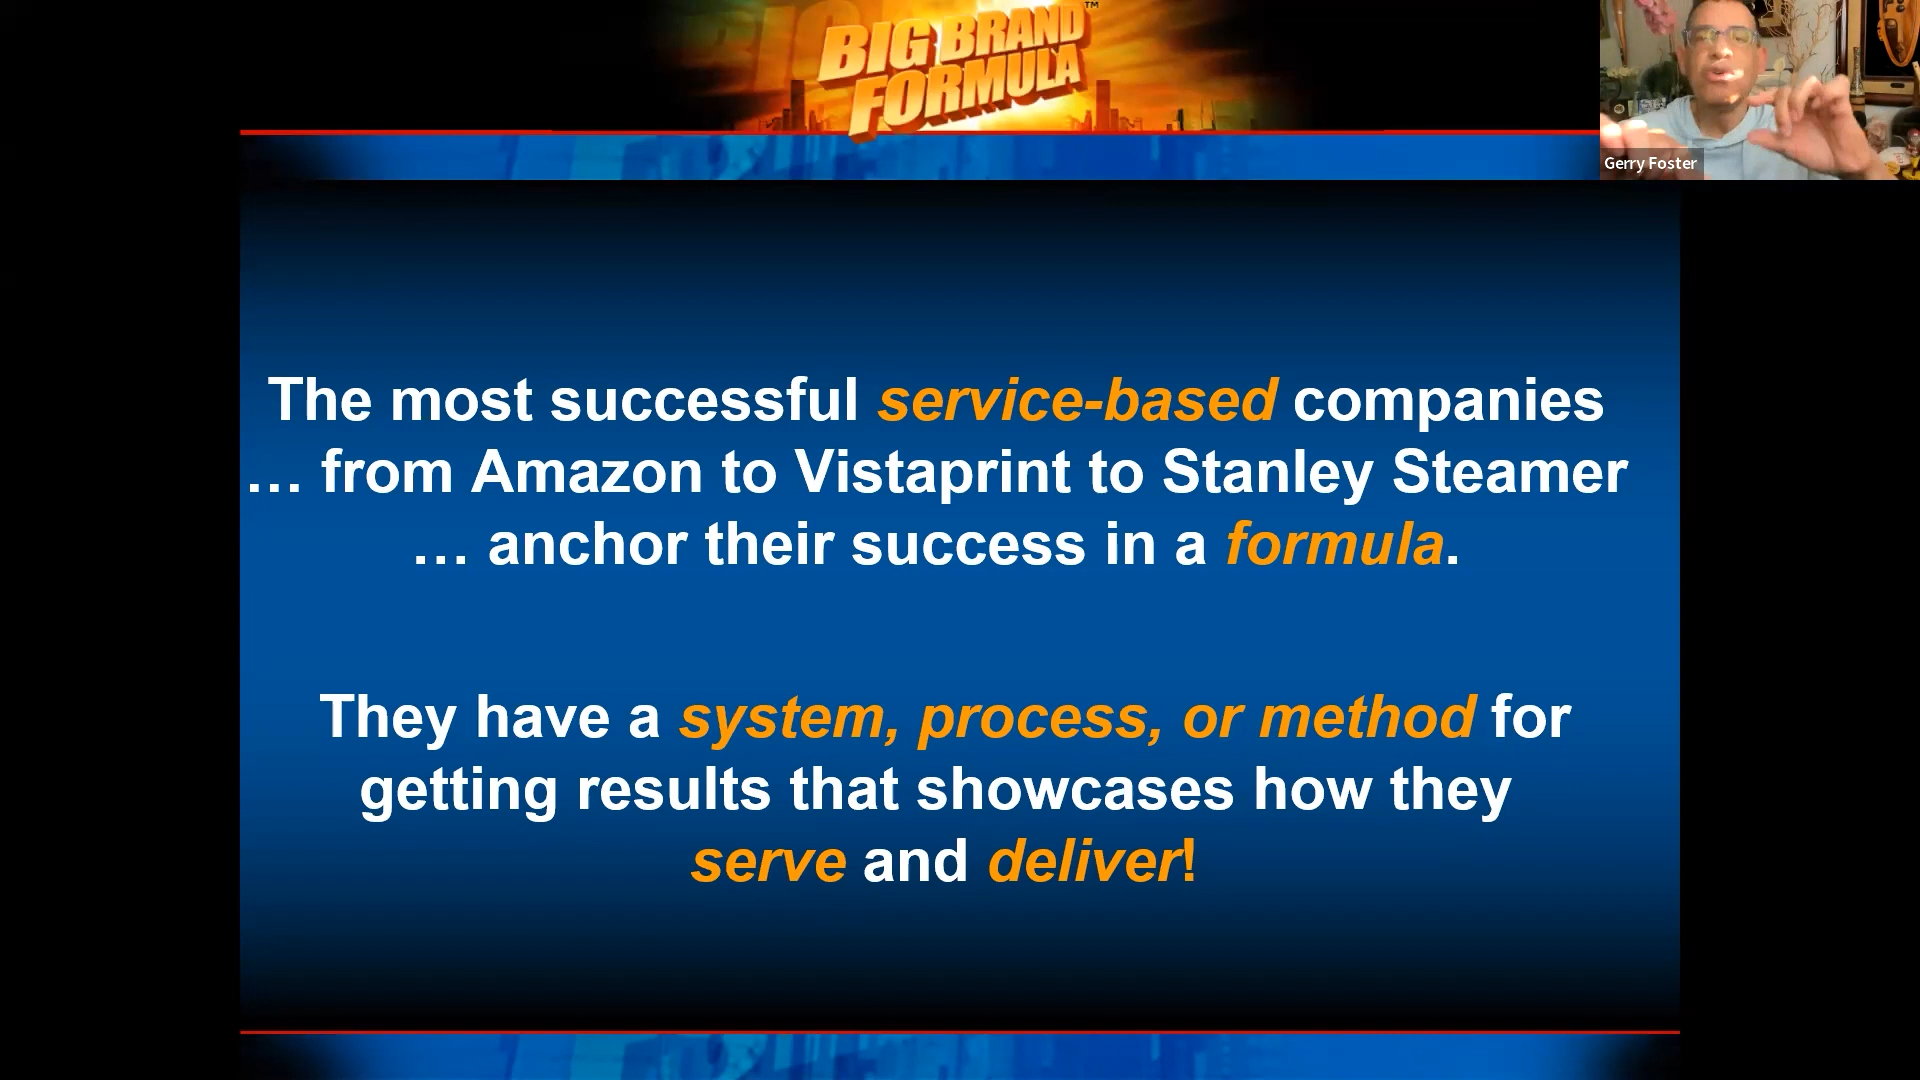 BIG BRAND
FORMULA™
Gerry Foster
The most successful service-based companies
… from Amazon to Vistaprint to Stanley Steamer
… anchor their success in a formula.
They have a system, process, or method for
getting results that showcases how they
serve and deliver!